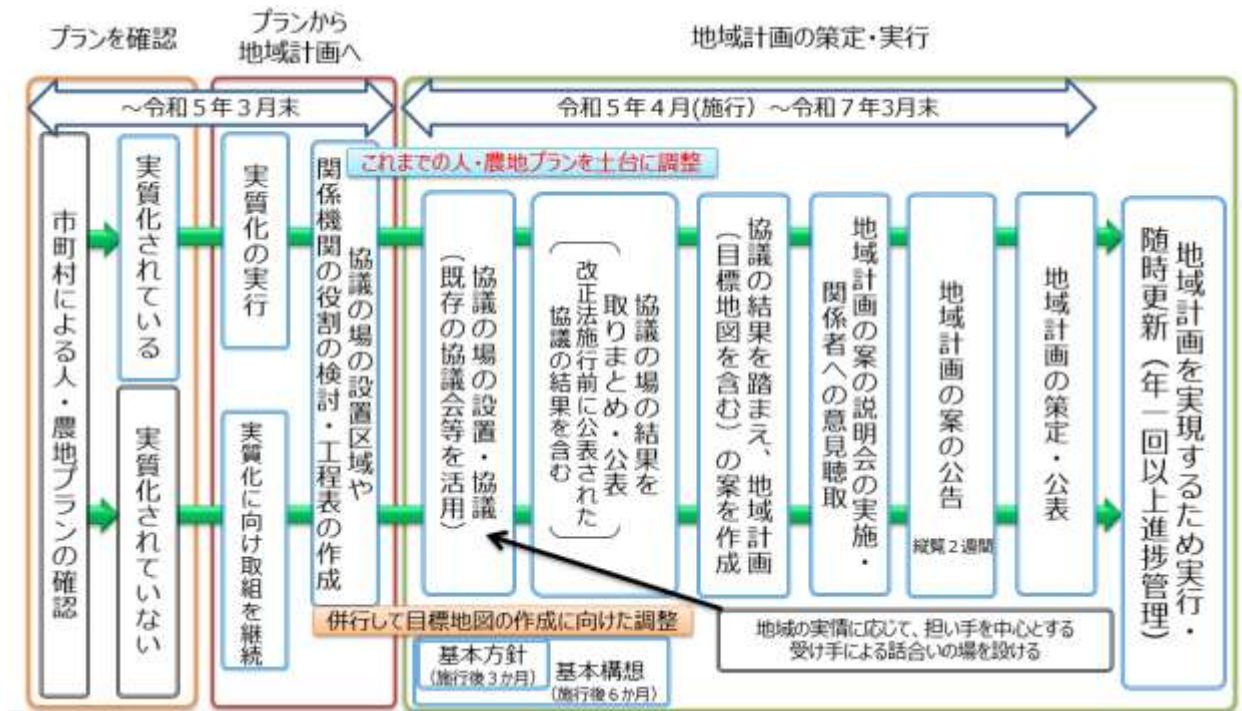 プランを確認
プランから
地域計画へ
地域計画の策定・実行
～令和５年３月末
令和５年４月(施行）～令和７年3月末
これまでの人・農地プランを土台に調整
市町村による人・農地プランの確認
実質化されている
実質化されていない
実質化の実行
実質化に向け取組を継続
協議の場の設置区域や
関係機関の役割の検討・工程表の作成
協議の場の設置・協議
（既存の協議会等を活用）
協議の場の結果を
取りまとめ・公表
（改正法施行前に公表された
協議の結果を含む）
協議の結果を踏まえ、地域計画
（目標地図を含む）の案を作成
地域計画の案の説明会の実施・
関係者への意見聴取
地域計画の案の公告
縦覧２週間
地域計画の策定・公表
地域計画を実現するため実行・
随時更新（年一回以上進捗管理）
併行して目標地図の作成に向けた調整
地域の実情に応じて、担い手を中心とする
受け手による話合いの場を設ける
基本方針
（施行後３か月）
基本構想
（施行後６か月）